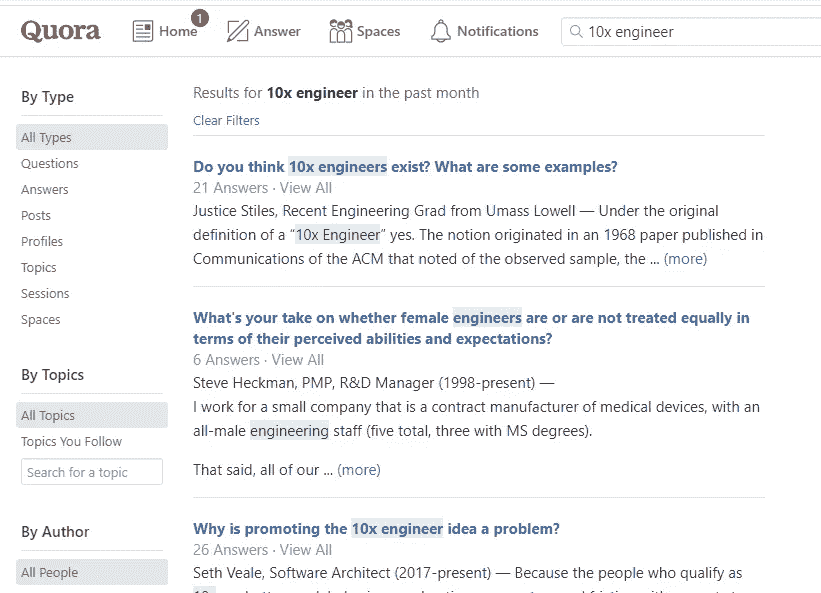 Quora
Home
1
Answer
Spaces
Notifications
10x engineer
By Type
All Types
Questions
Answers
Posts
Profiles
Topics
Sessions
Spaces
By Topics
All Topics
Topics You Follow
Search for a topic
By Author
All People
Results for 10x engineer in the past month
Clear Filters
Do you think 10x engineers exist? What are some examples?
21 Answers · View All
Justice Stiles, Recent Engineering Grad from Umass Lowell — Under the original
definition of a “10x Engineer” yes. The notion originated in an 1968 paper published in
Communications of the ACM that noted of the observed sample, the ... (more)
What's your take on whether female engineers are or are not treated equally in
terms of their perceived abilities and expectations?
6 Answers · View All
Steve Heckman, PMP, R&D Manager (1998-present) —
I work for a small company that is a contract manufacturer of medical devices, with an
all-male engineering staff (five total, three with MS degrees).
That said, all of our ... (more)
Why is promoting the 10x engineer idea a problem?
26 Answers · View All
Seth Veale, Software Architect (2017-present) — Because the people who qualify as